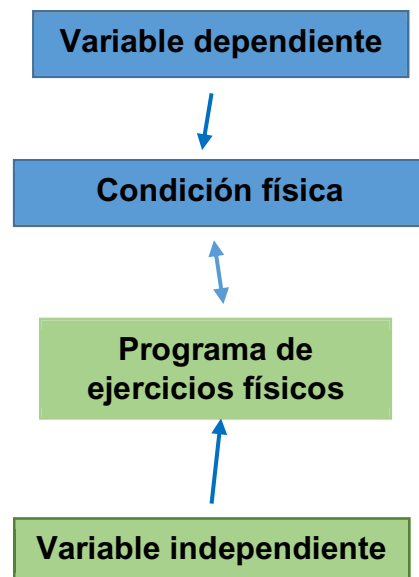 Variable dependiente
Condición física
Programa de
ejercicios físicos
Variable independiente